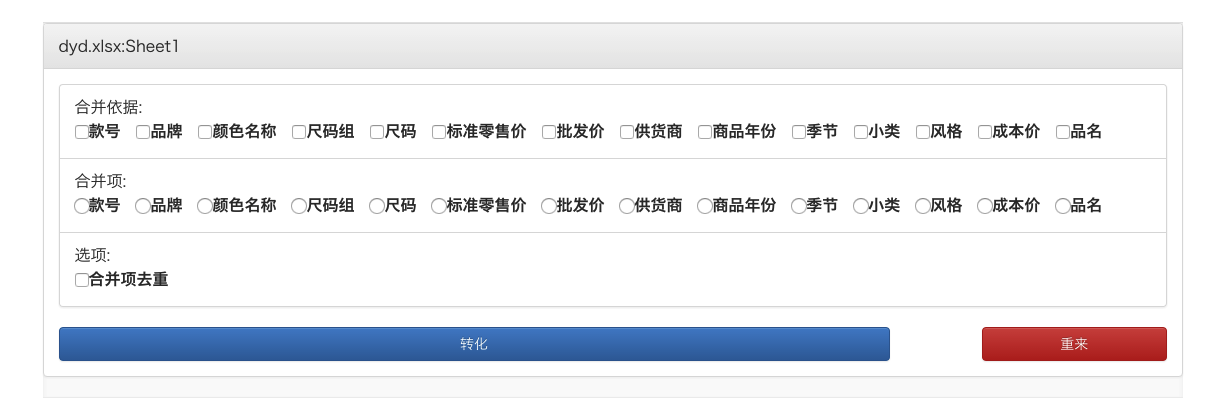 dyd.xlsx:Sheet1
合并依据:
款号 品牌 颜色名称 尺码组 尺码 标准零售价 批发价 供货商 商品年份 季节 小类 风格 成本价 品名
合并项:
款号 品牌 颜色名称 尺码组 尺码 标准零售价 批发价 供货商 商品年份 季节 小类 风格 成本价 品名
选项:
合并项去重
转化 重来